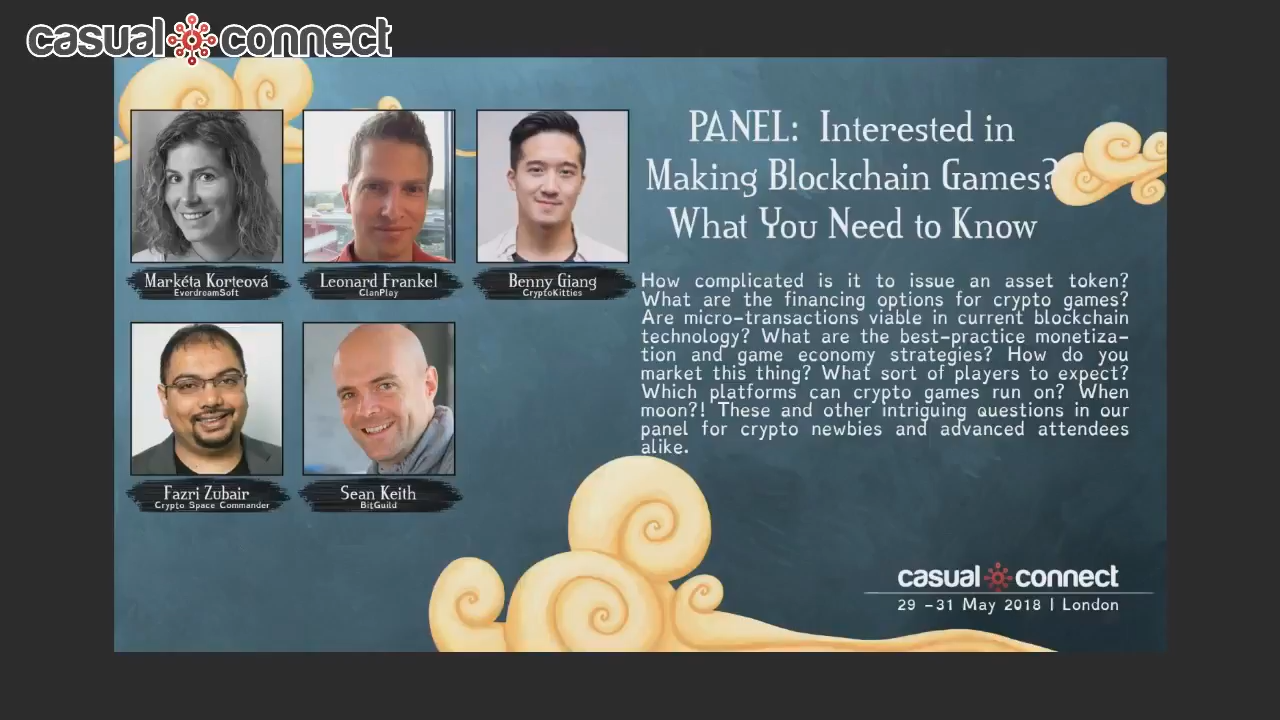 casual connect
PANEL: Interested in
Making Blockchain Games?
What You Need to Know
Markéta Korteová
EverdreamSoft
Leonard Frankel
ClanPlay
Benny Giang
CryptoKitties
Fazri Zubair
Crypto Space Commander
Sean Keith
BitGuild
How complicated is it to issue an asset token?
What are the financing options for crypto games?
Are micro-transactions viable in current blockchain
technology? What are the best-practice monetiza-
tion and game economy strategies? How do you
market this thing? What sort of players to expect?
Which platforms can crypto games run on? When
moon?! These and other intriguing questions in our
panel for crypto newbies and advanced attendees
alike.
casual connect
29 -31 May 2018 | London